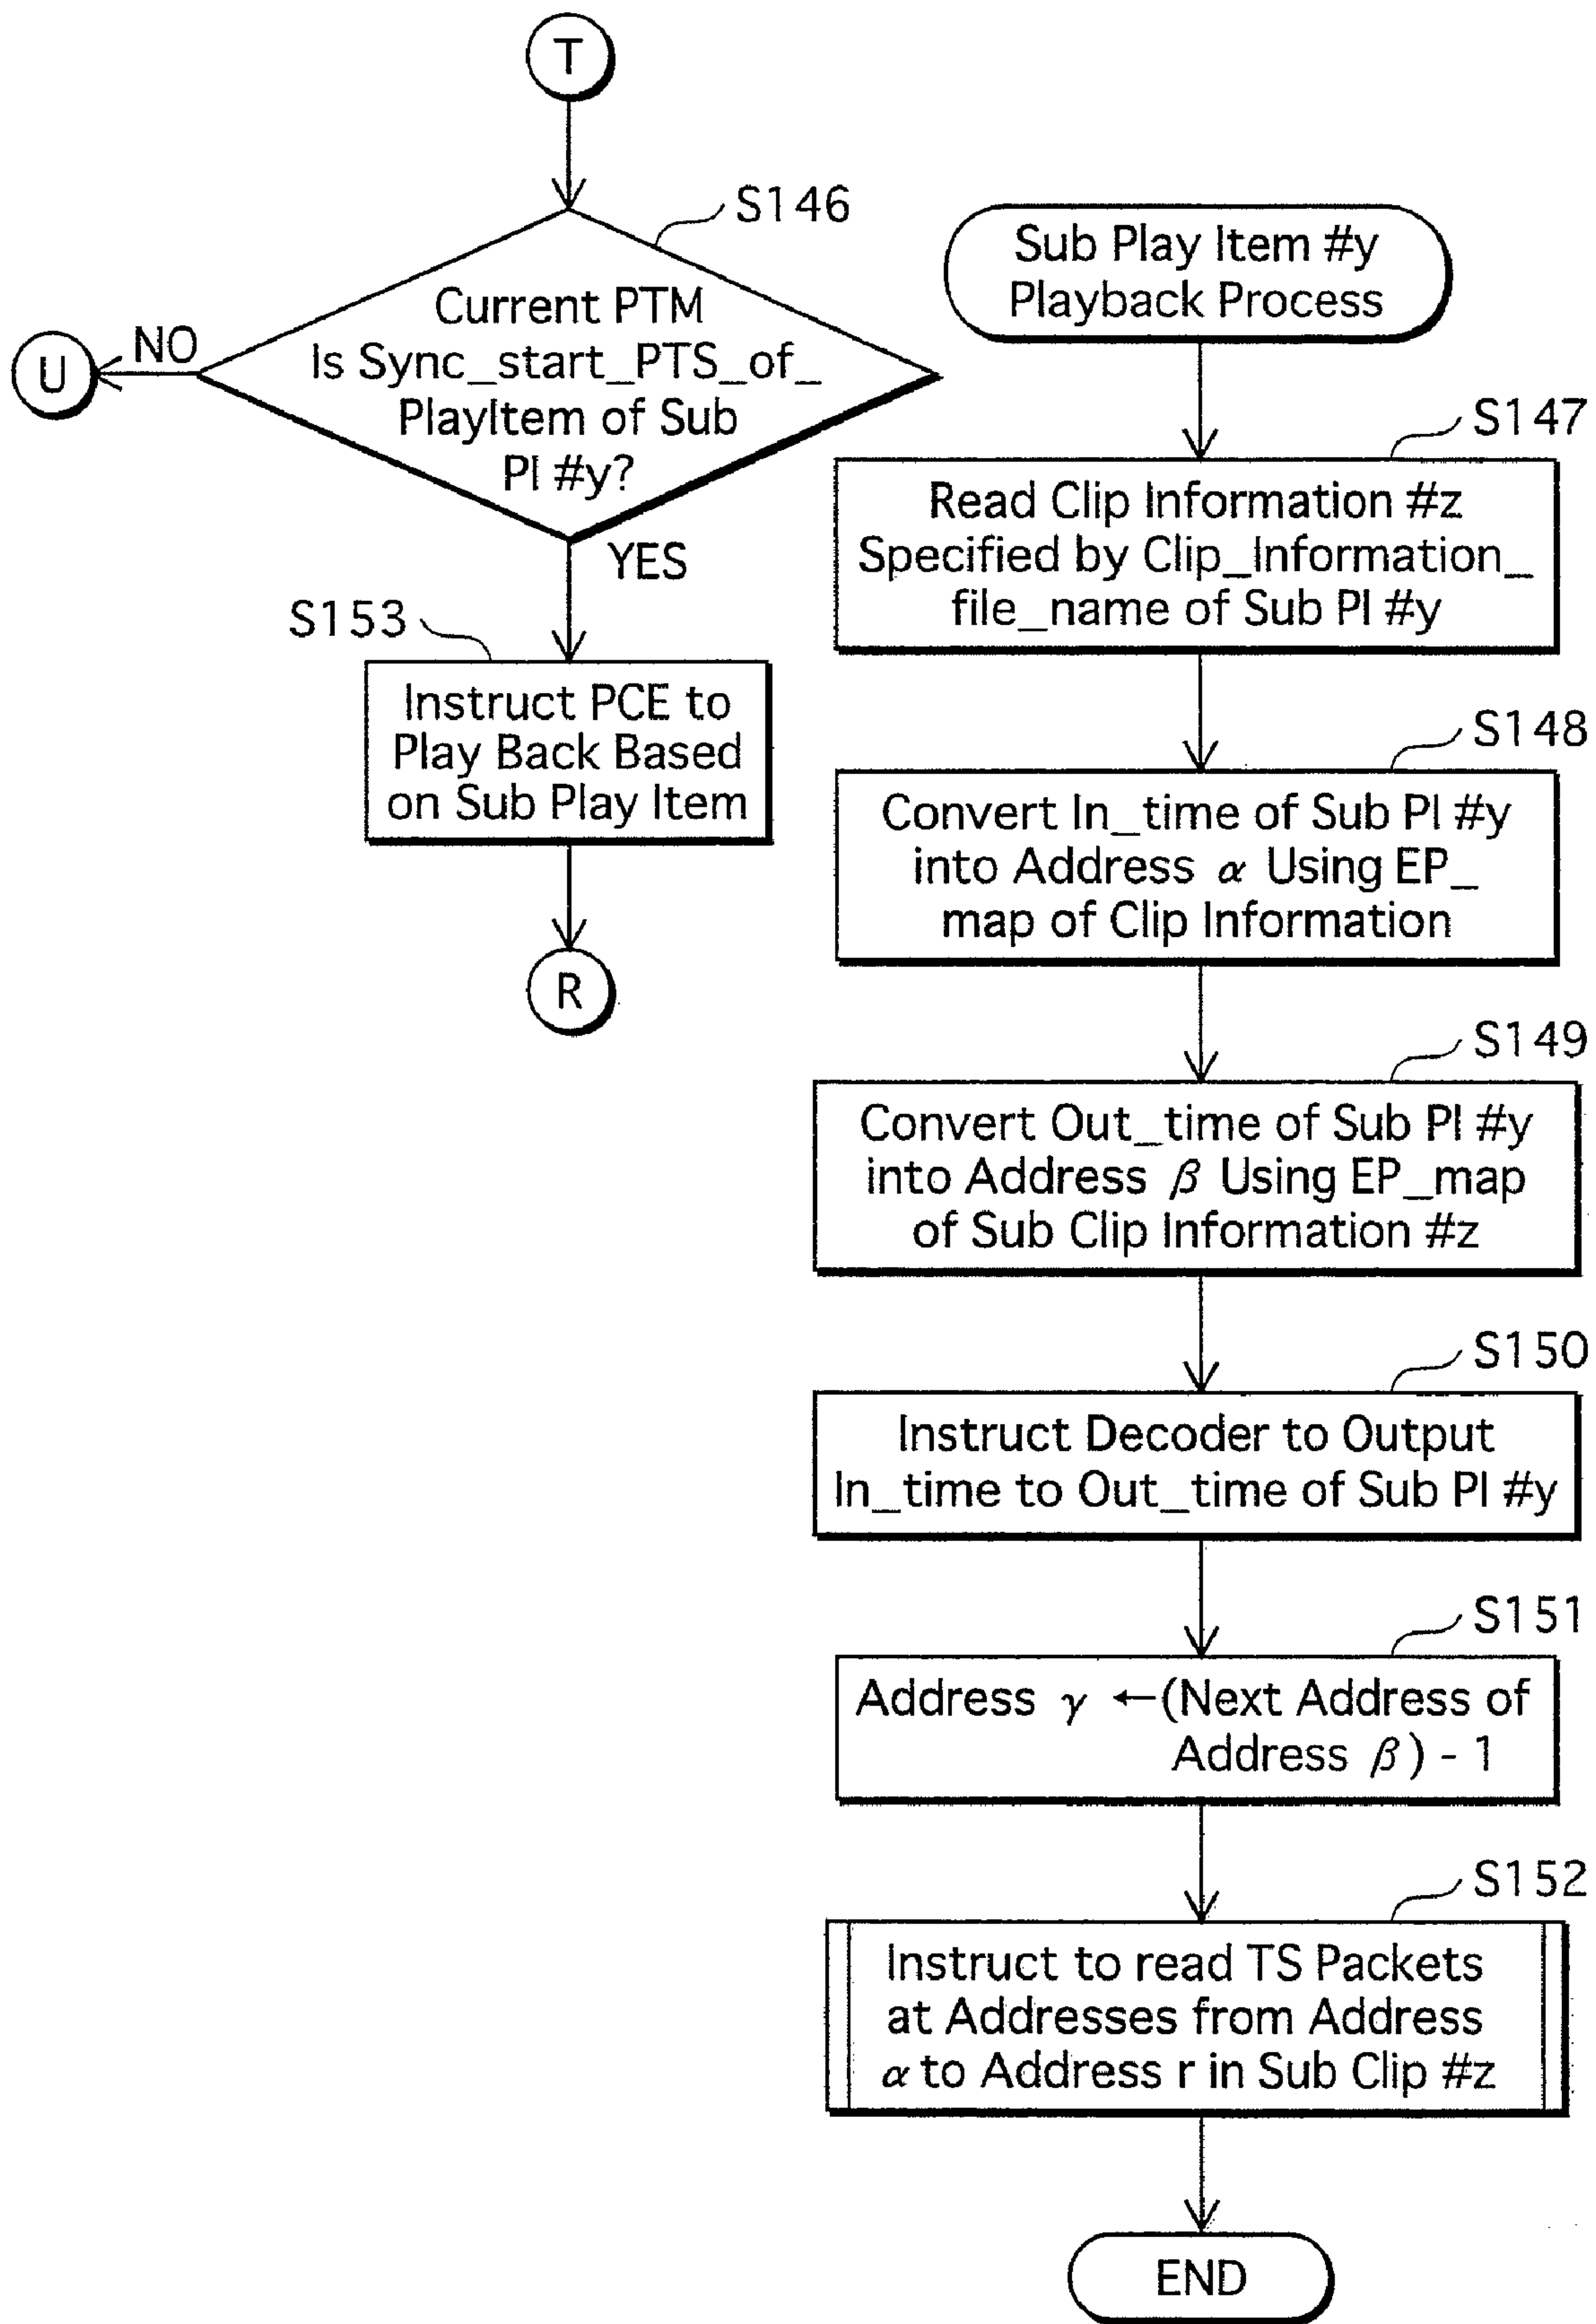 T
S146
Current PTM
Is Sync_start_PTS_of_
PlayItem of Sub
PI #y?
NO
U
YES
S153
Instruct PCE to
Play Back Based
on Sub Play Item
R
Sub Play Item #y
Playback Process
S147
Read Clip Information #z
Specified by Clip_Information_
file_name of Sub PI #y
S148
Convert In_time of Sub PI #y
into Address α Using EP_
map of Clip Information
S149
Convert Out_time of Sub PI #y
into Address β Using EP_map
of Sub Clip Information #z
S150
Instruct Decoder to Output
In_time to Out_time of Sub PI #y
S151
Address γ ←(Next Address of
Address β) - 1
S152
Instruct to read TS Packets
at Addresses from Address
α to Address r in Sub Clip #z
END